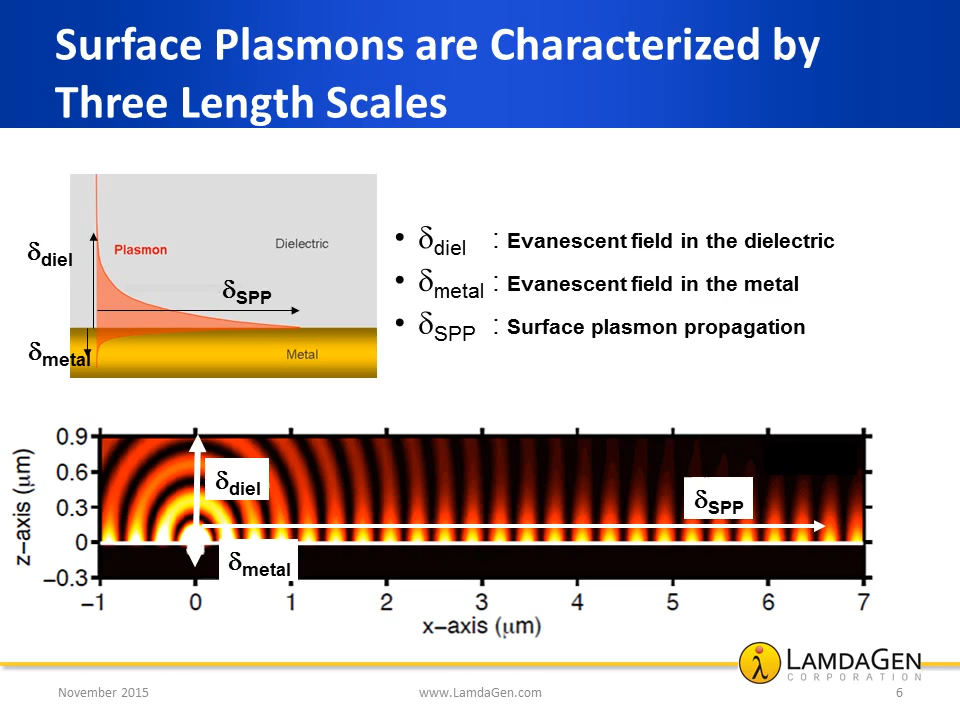 Surface Plasmons are Characterized by
Three Length Scales
δdiel
Plasmon
Dielectric
δSPP
δmetal
Metal
• δdiel : Evanescent field in the dielectric
• δmetal : Evanescent field in the metal
• δSPP : Surface plasmon propagation
z-axis (μm)
0.9
0.6
0.3
0
−0.3
δdiel
δSPP
δmetal
−1 0 1 2 3 4 5 6 7
x−axis (μm)
λ
LAMDAGEN
CORPORATION
November 2015
www.LamdaGen.com
6